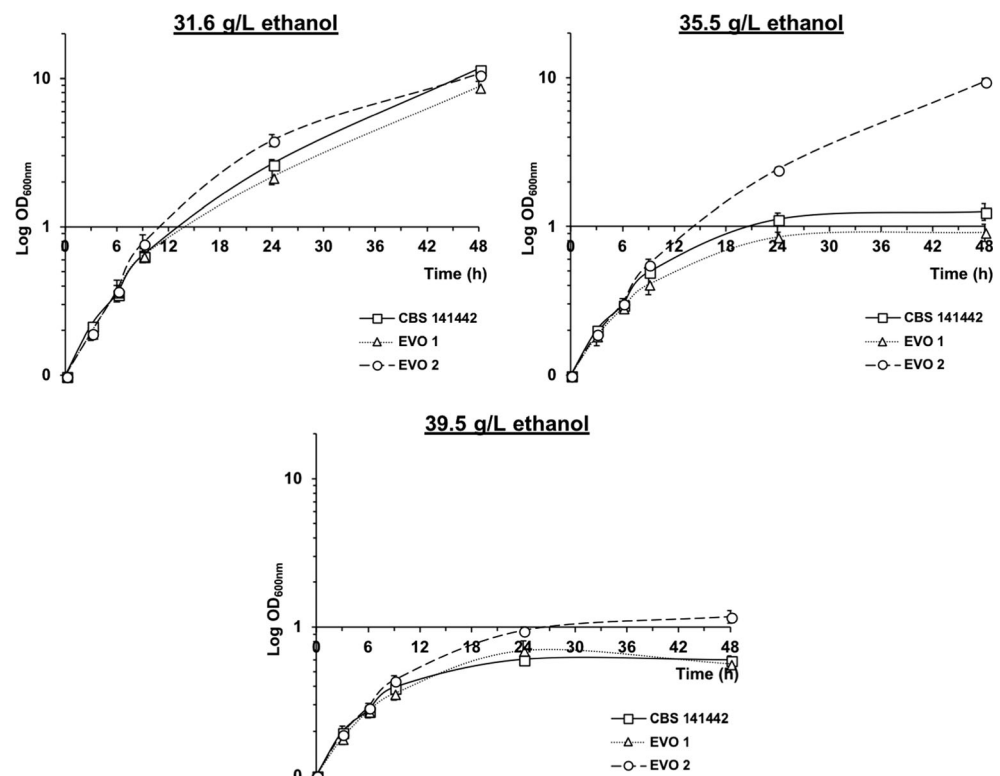 31.6 g/L ethanol
10
1
0
Log OD600nm
0 6 12 18 24 30 36 42 48
Time (h)
CBS 141442
EVO 1
EVO 2
35.5 g/L ethanol
10
1
0
Log OD600nm
0 6 12 18 24 30 36 42 48
Time (h)
CBS 141442
EVO 1
EVO 2
39.5 g/L ethanol
10
1
0
Log OD600nm
0 6 12 18 24 30 36 42 48
Time (h)
CBS 141442
EVO 1
EVO 2